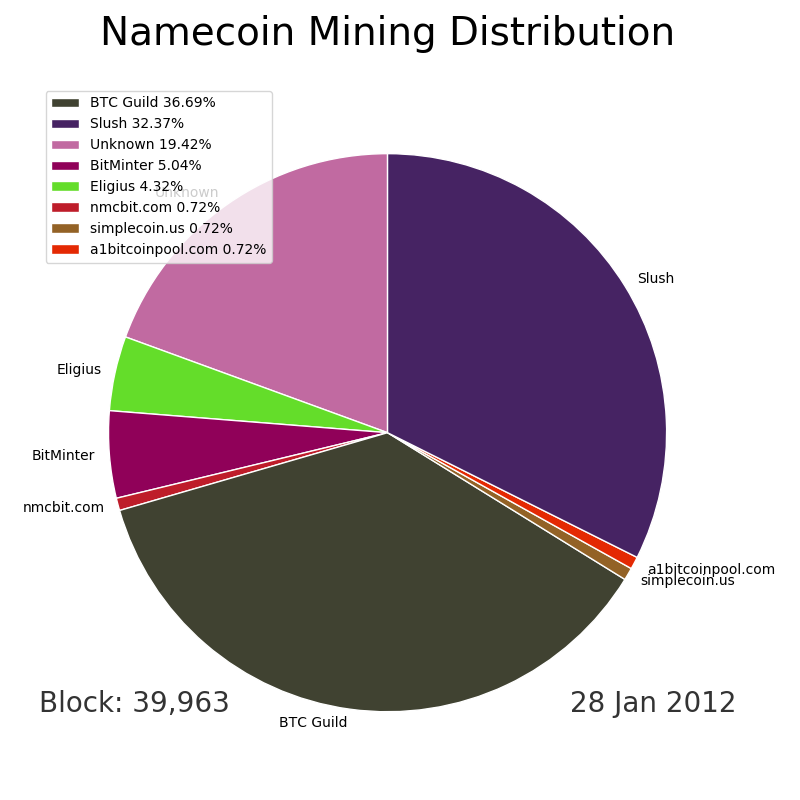 Namecoin Mining Distribution
BTC Guild 36.69%
Slush 32.37%
Unknown 19.42%
BitMinter 5.04%
Eligius 4.32%
nmcbit.com 0.72%
simplecoin.us 0.72%
a1bitcoinpool.com 0.72%
Unknown
Slush
Eligius
BitMinter
nmcbit.com
a1bitcoinpool.com
simplecoin.us
BTC Guild
Block: 39,963
28 Jan 2012